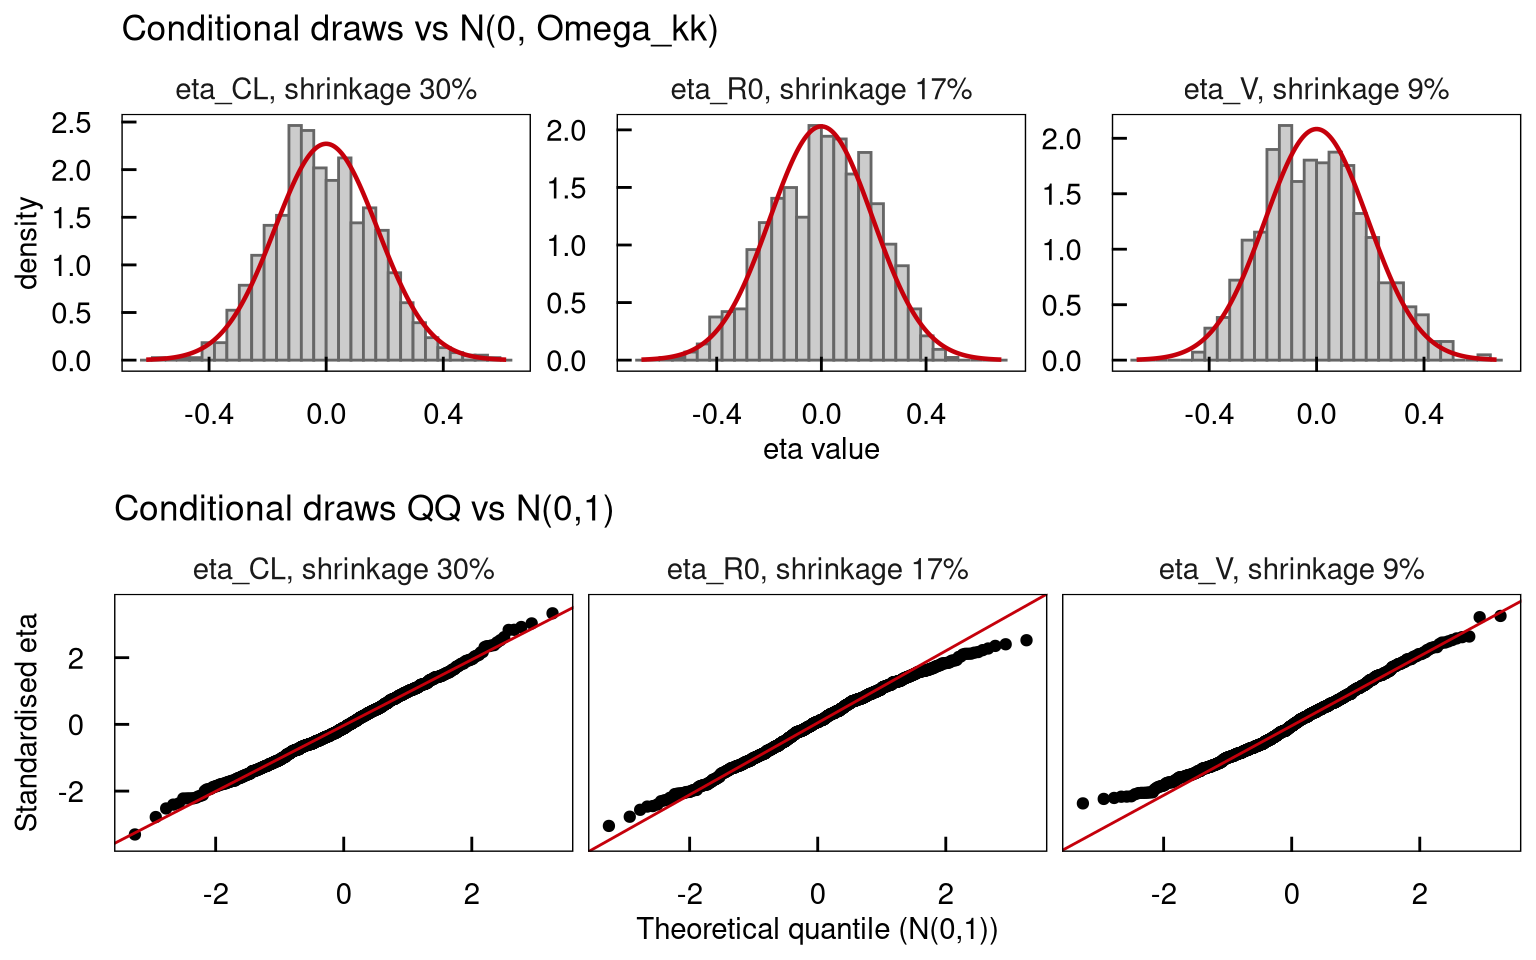 Conditional draws vs N(0, Omega_kk)
eta_CL, shrinkage 30%
eta_R0, shrinkage 17%
eta_V, shrinkage 9%
density
2.5
2.0
1.5
1.0
0.5
0.0
2.0
1.5
1.0
0.5
0.0
2.0
1.5
1.0
0.5
0.0
-0.4 0.0 0.4
-0.4 0.0 0.4
-0.4 0.0 0.4
eta value
Conditional draws QQ vs N(0,1)
eta_CL, shrinkage 30%
eta_R0, shrinkage 17%
eta_V, shrinkage 9%
Standardised eta
2
0
-2
-2 0 2
-2 0 2
-2 0 2
Theoretical quantile (N(0,1))